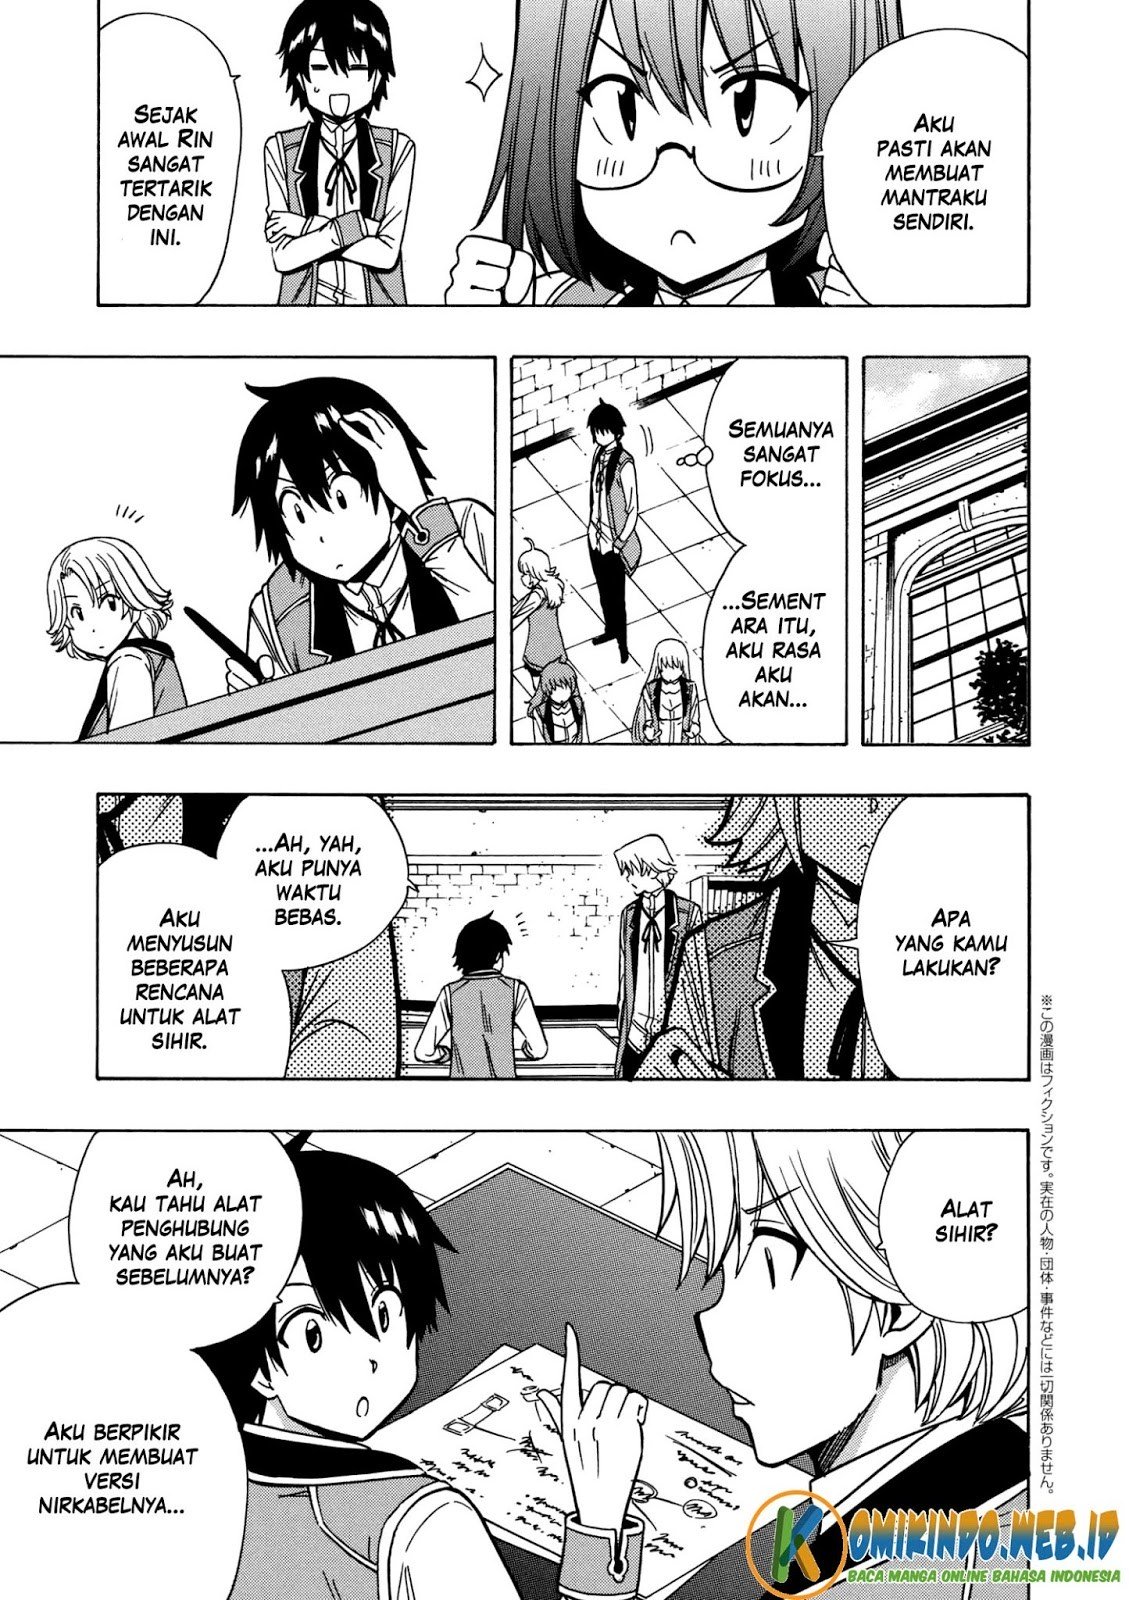 AKU
PASTI AKAN
MEMBUAT
MANTRAKU
SENDIRI.
SEJAK
AWAL RIN
SANGAT
TERTARIK
DENGAN
INI.
SEMUANYA
SANGAT
FOKUS...
...SEMENT
ARA ITU,
AKU RASA
AKU
AKAN...
APA
YANG KAMU
LAKUKAN?
...AH, YAH,
AKU PUNYA
WAKTU
BEBAS.
AKU
MENYUSUN
BEBERAPA
RENCANA
UNTUK ALAT
SIHIR.
ALAT
SIHIR?
AH,
KAU TAHU ALAT
PENGHUBUNG
YANG AKU BUAT
SEBELUMNYA?
AKU BERPIKIR
UNTUK MEMBUAT
VERSI
NIRKABELNYA...
※この漫画はフィクションです。実在の人物・団体・事件などには一切関係ありません。
KOMIKINDO.WEB.ID
BACA MANGA ONLINE BAHASA INDONESIA